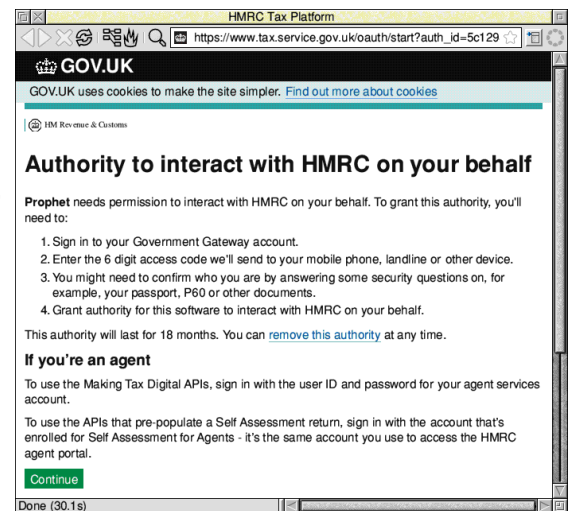 HMRC Tax Platform
https://www.tax.service.gov.uk/oauth/start?auth_id=5c129
GOV.UK
GOV.UK uses cookies to make the site simpler. Find out more about cookies
HM Revenue & Customs
Authority to interact with HMRC on your behalf
Prophet needs permission to interact with HMRC on your behalf. To grant this authority, you'll
need to:
1. Sign in to your Government Gateway account.
2. Enter the 6 digit access code we'll send to your mobile phone, landline or other device.
3. You might need to confirm who you are by answering some security questions on, for
example, your passport, P60 or other documents.
4. Grant authority for this software to interact with HMRC on your behalf.
This authority will last for 18 months. You can remove this authority at any time.
If you're an agent
To use the Making Tax Digital APIs, sign in with the user ID and password for your agent services
account.
To use the APIs that pre-populate a Self Assessment return, sign in with the account that's
enrolled for Self Assessment for Agents - it's the same account you use to access the HMRC
agent portal.
Continue
Done (30.1s)